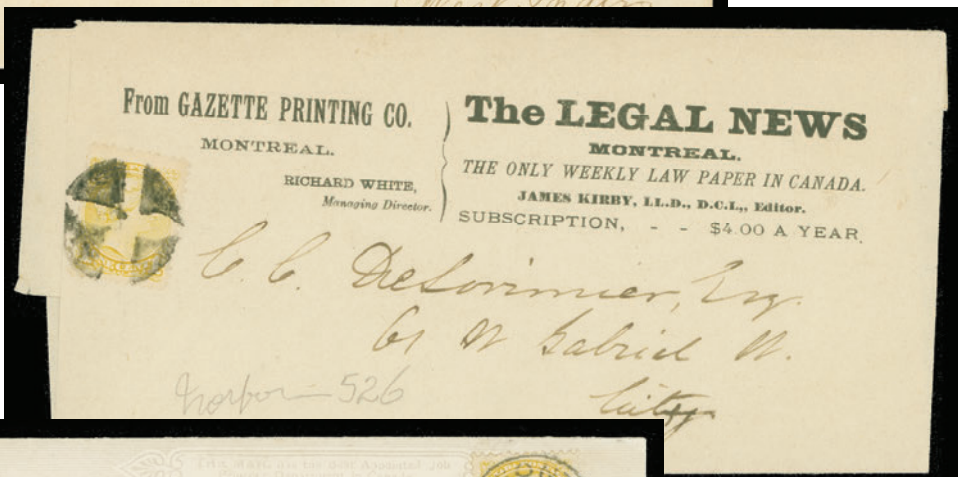 From GAZETTE PRINTING CO.
MONTREAL.
RICHARD WHITE,
Managing Director.
The LEGAL NEWS
MONTREAL.
THE ONLY WEEKLY LAW PAPER IN CANADA.
JAMES KIRBY, LL.D., D.C.L., Editor.
SUBSCRIPTION, - - $4.00 A YEAR.
C. C. DeLorimier, Esq.
61 St Gabriel St.
City
526